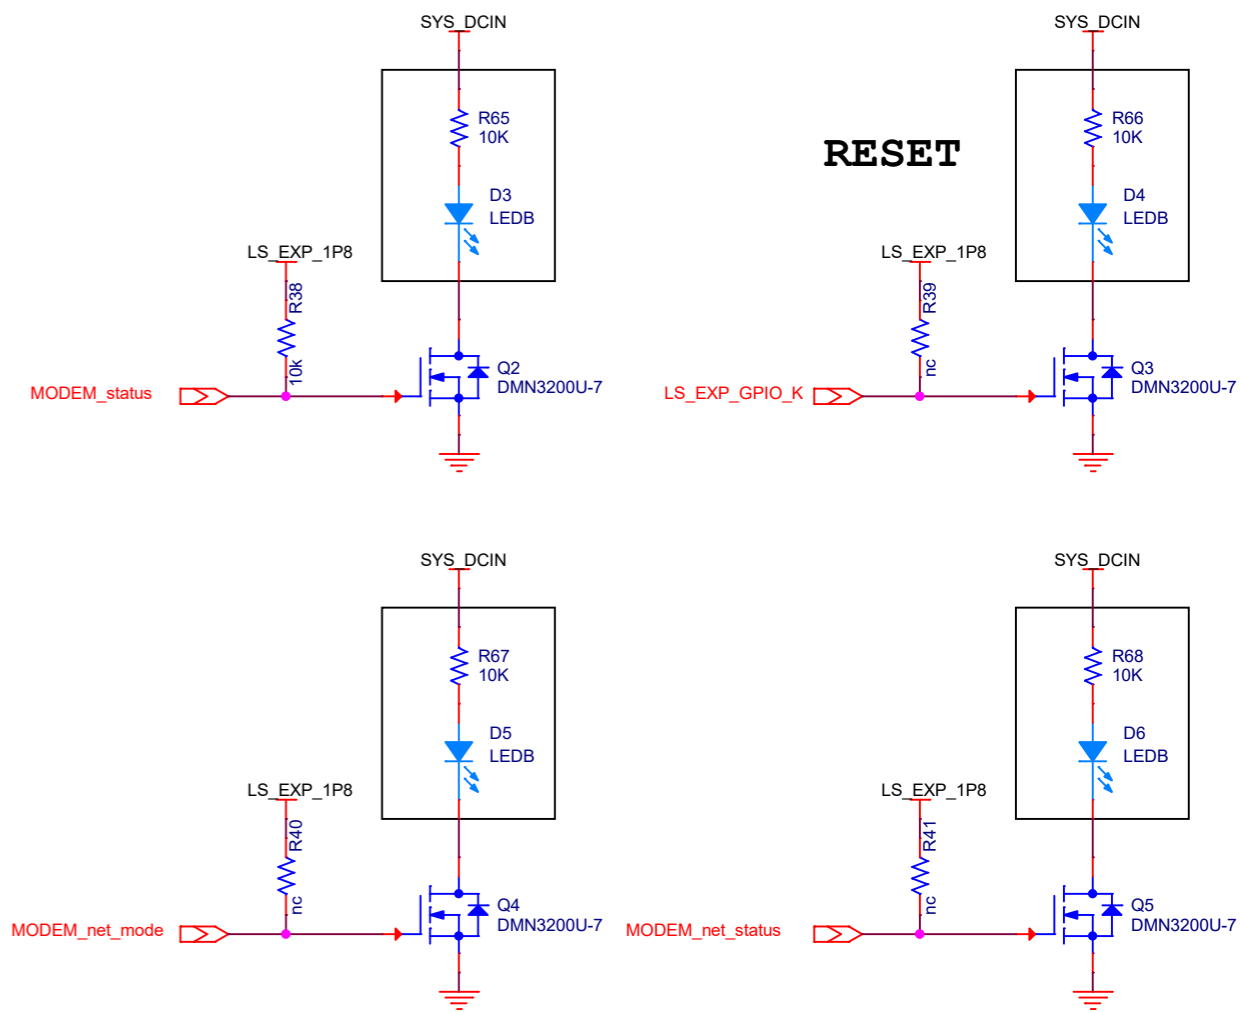 SYS_DCIN
R65
10K
D3
LEDB
LS_EXP_1P8
R38
10k
MODEM_status
Q2
DMN3200U-7
SYS_DCIN
RESET
R66
10K
D4
LEDB
LS_EXP_1P8
R39
nc
LS_EXP_GPIO_K
Q3
DMN3200U-7
SYS_DCIN
R67
10K
D5
LEDB
LS_EXP_1P8
R40
nc
MODEM_net_mode
Q4
DMN3200U-7
SYS_DCIN
R68
10K
D6
LEDB
LS_EXP_1P8
R41
nc
MODEM_net_status
Q5
DMN3200U-7